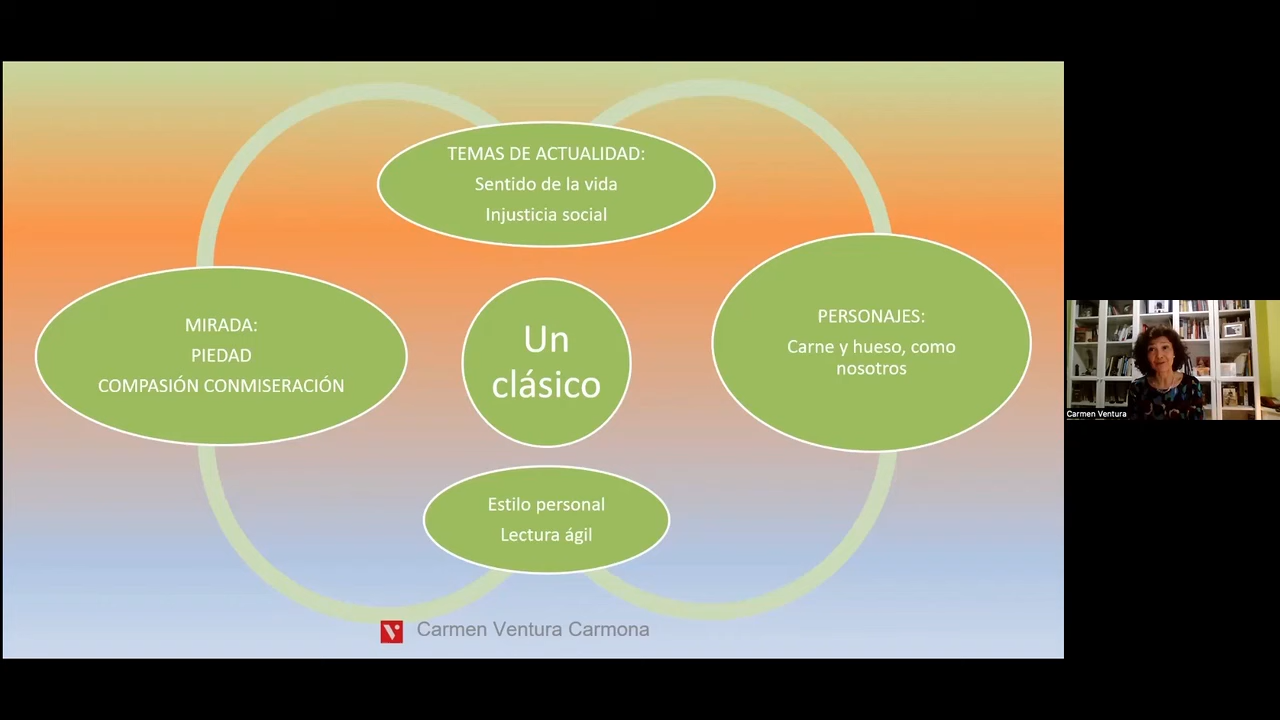 TEMAS DE ACTUALIDAD:
Sentido de la vida
Injusticia social
MIRADA:
PIEDAD
COMPASIÓN CONMISERACIÓN
Un
clásico
PERSONAJES:
Carne y hueso, como
nosotros
Estilo personal
Lectura ágil
Carmen Ventura Carmona
Carmen Ventura